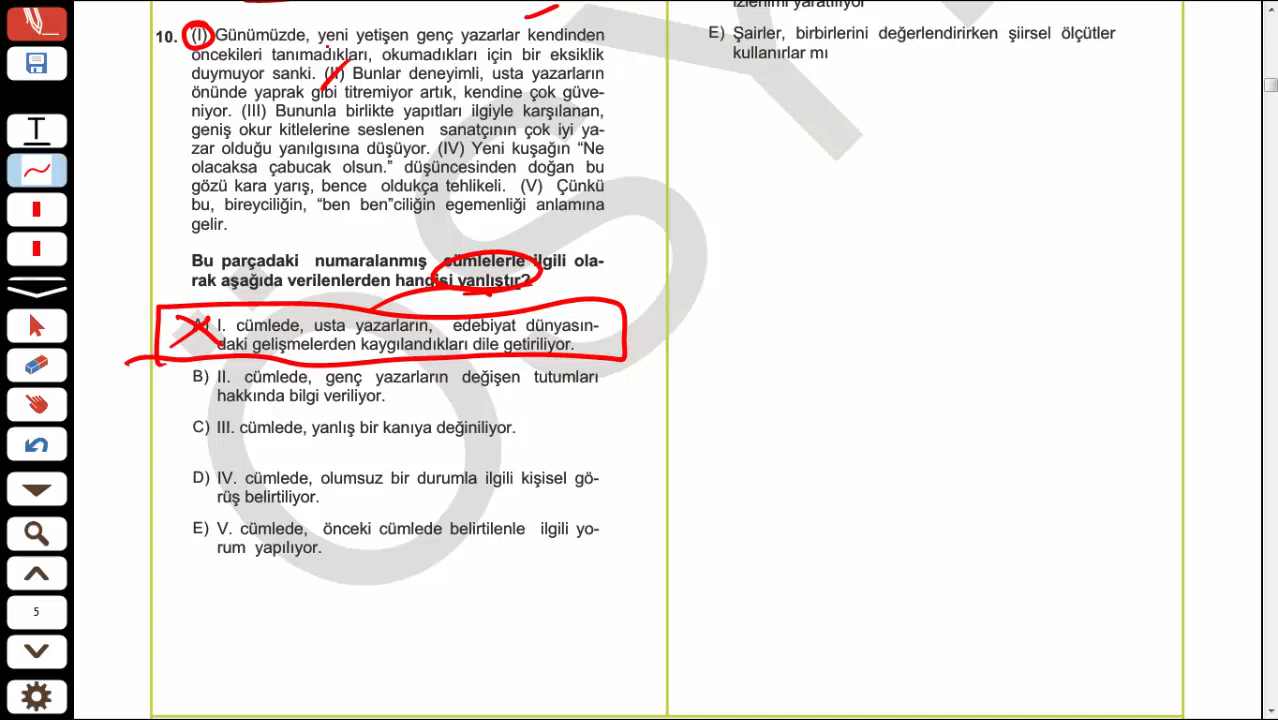 10. (I) Günümüzde, yeni yetişen genç yazarlar kendinden
öncekileri tanımadıkları, okumadıkları için bir eksiklik
duymuyor sanki. (II) Bunlar deneyimli, usta yazarların
önünde yaprak gibi titremiyor artık, kendine çok güve-
niyor. (III) Bununla birlikte yapıtları ilgiyle karşılanan,
geniş okur kitlelerine seslenen sanatçının çok iyi ya-
zar olduğu yanılgısına düşüyor. (IV) Yeni kuşağın “Ne
olacaksa çabucak olsun.” düşüncesinden doğan bu
gözü kara yarış, bence oldukça tehlikeli. (V) Çünkü
bu, bireyciliğin, “ben ben”ciliğin egemenliği anlamına
gelir.
Bu parçadaki numaralanmış cümlelerle ilgili ola-
rak aşağıda verilenlerden hangisi yanlıştır?
A) I. cümlede, usta yazarların, edebiyat dünyasın-
daki gelişmelerden kaygılandıkları dile getiriliyor.
B) II. cümlede, genç yazarların değişen tutumları
hakkında bilgi veriliyor.
C) III. cümlede, yanlış bir kanıya değiniliyor.
D) IV. cümlede, olumsuz bir durumla ilgili kişisel gö-
rüş belirtiliyor.
E) V. cümlede, önceki cümlede belirtilenle ilgili yo-
rum yapılıyor.
izlenimi yaratılıyor
E) Şairler, birbirlerini değerlendirirken şiirsel ölçütler
kullanırlar mı
T
5